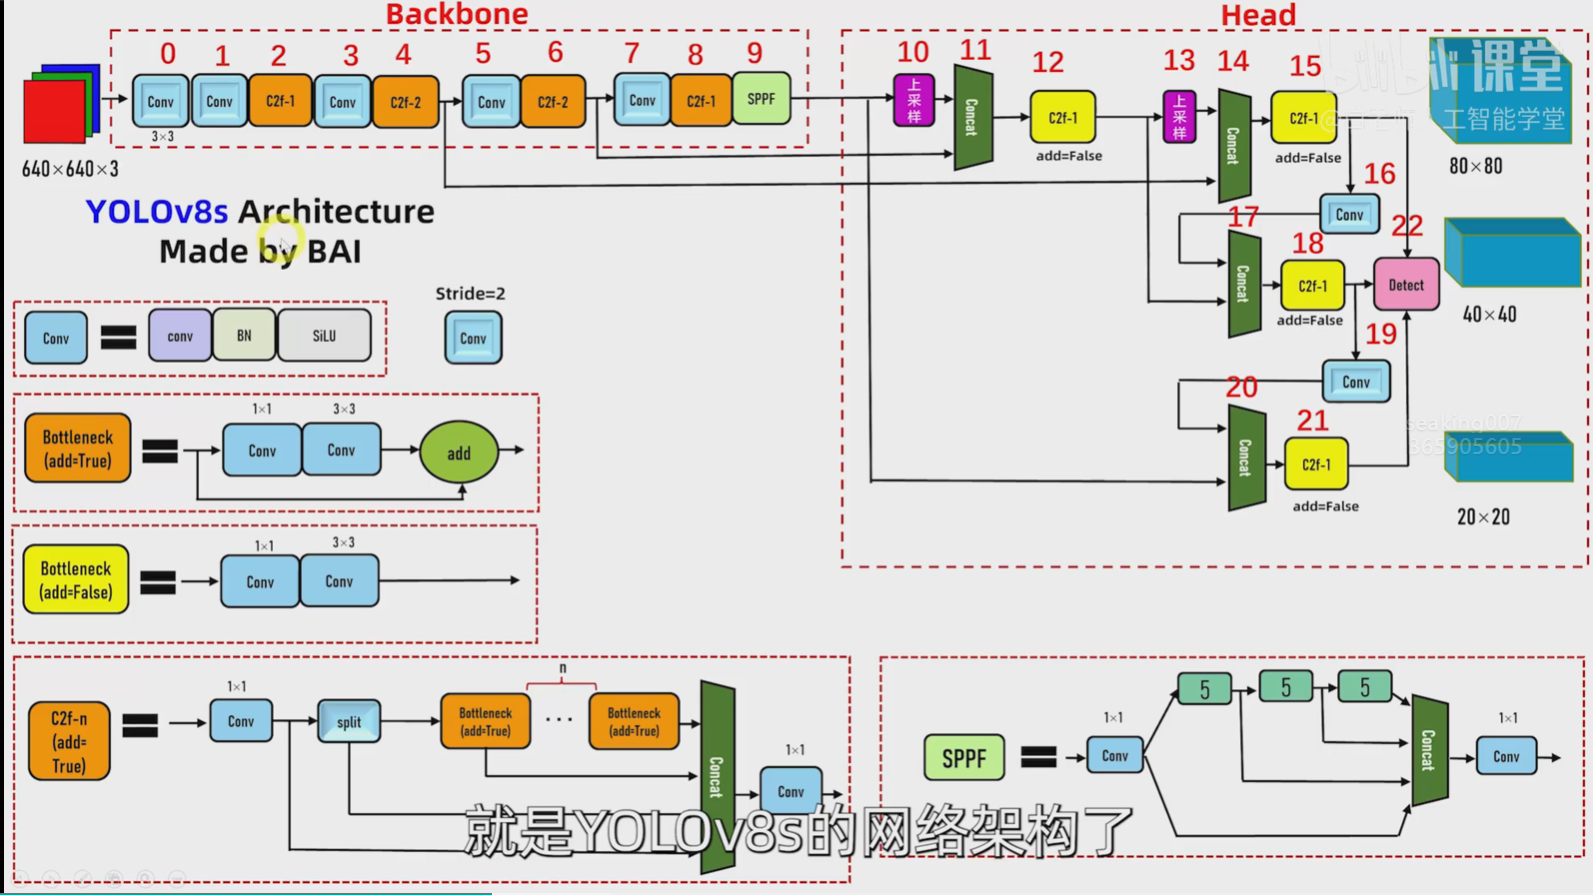 Backbone
Head
0 1 2 3 4 5 6 7 8 9 10 11 12 13 14 15
Conv Conv C2f-1 Conv C2f-2 Conv C2f-2 Conv C2f-1 SPPF 上采样 Concat C2f-1 上采样 Concat C2f-1
3×3
add=False
add=False
640×640×3
课堂
工智能学堂
80×80
YOLOv8s Architecture
Made by BAI
16
Conv
17
18
22
Concat
C2f-1
Detect
add=False
40×40
19
Conv
20
21
Concat
C2f-1
add=False
seaking007
365905605
20×20
Stride=2
Conv
Conv conv BN SiLU
1×1 3×3
Bottleneck
(add=True)
Conv Conv add
1×1 3×3
Bottleneck
(add=False)
Conv Conv
n
C2f-n
(add=
True)
1×1
Conv
split
Bottleneck
(add=True)
...
Bottleneck
(add=True)
Concat
1×1
Conv
SPPF
1×1
Conv
5 5 5
Concat
1×1
Conv
就是YOLOv8s的网络架构了